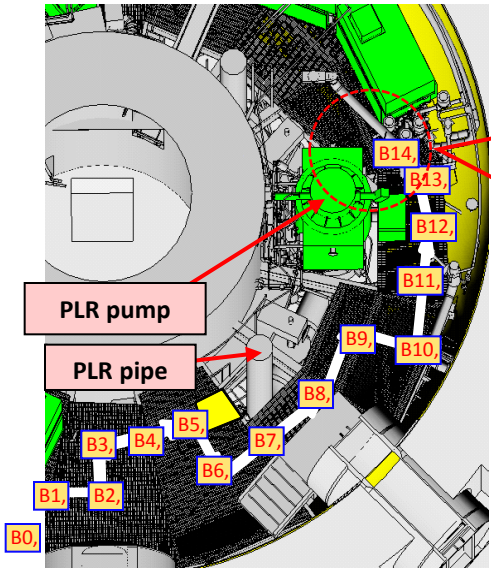 B14,
B13,
B12,
B11,
PLR pump
B9,
B10,
PLR pipe
B8,
B5,
B3,
B4,
B7,
B6,
B1,
B2,
B0,